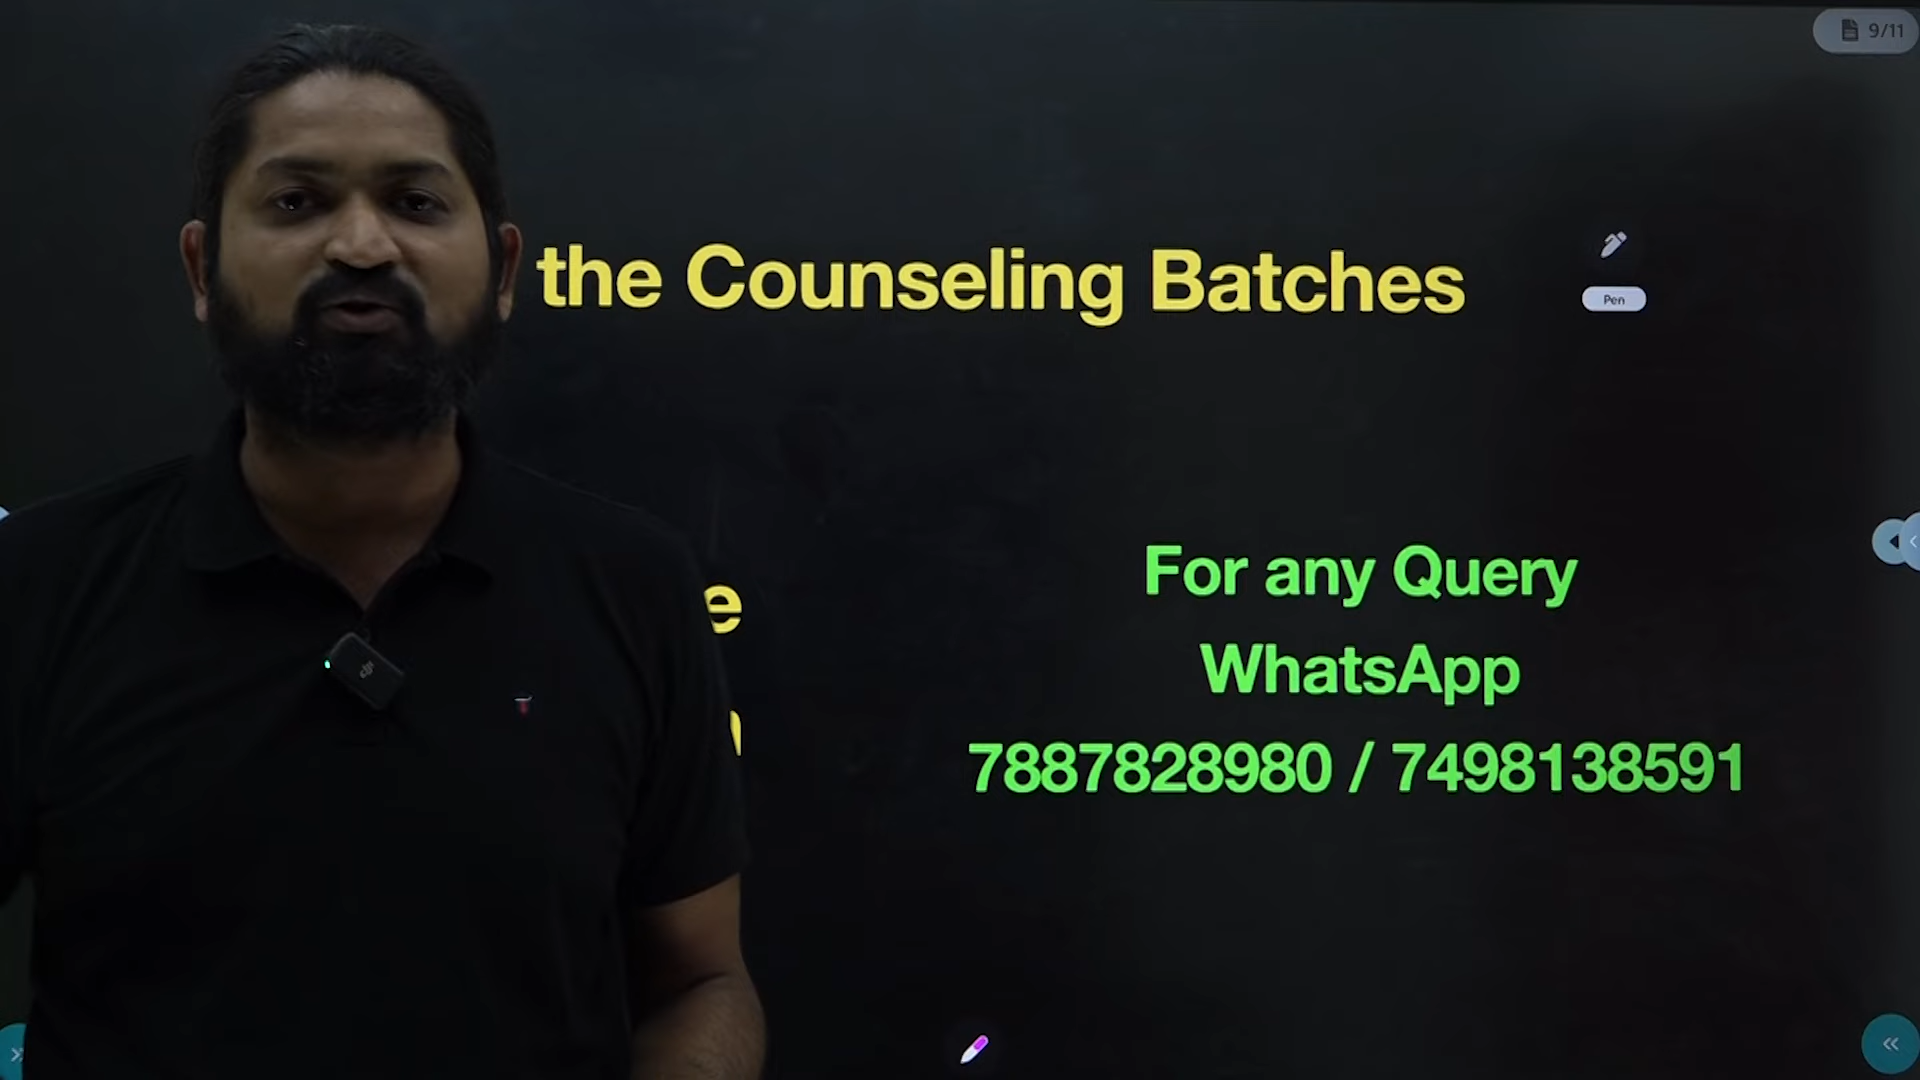 9/11
the Counseling Batches
Pen
e
For any Query
WhatsApp
7887828980 / 7498138591